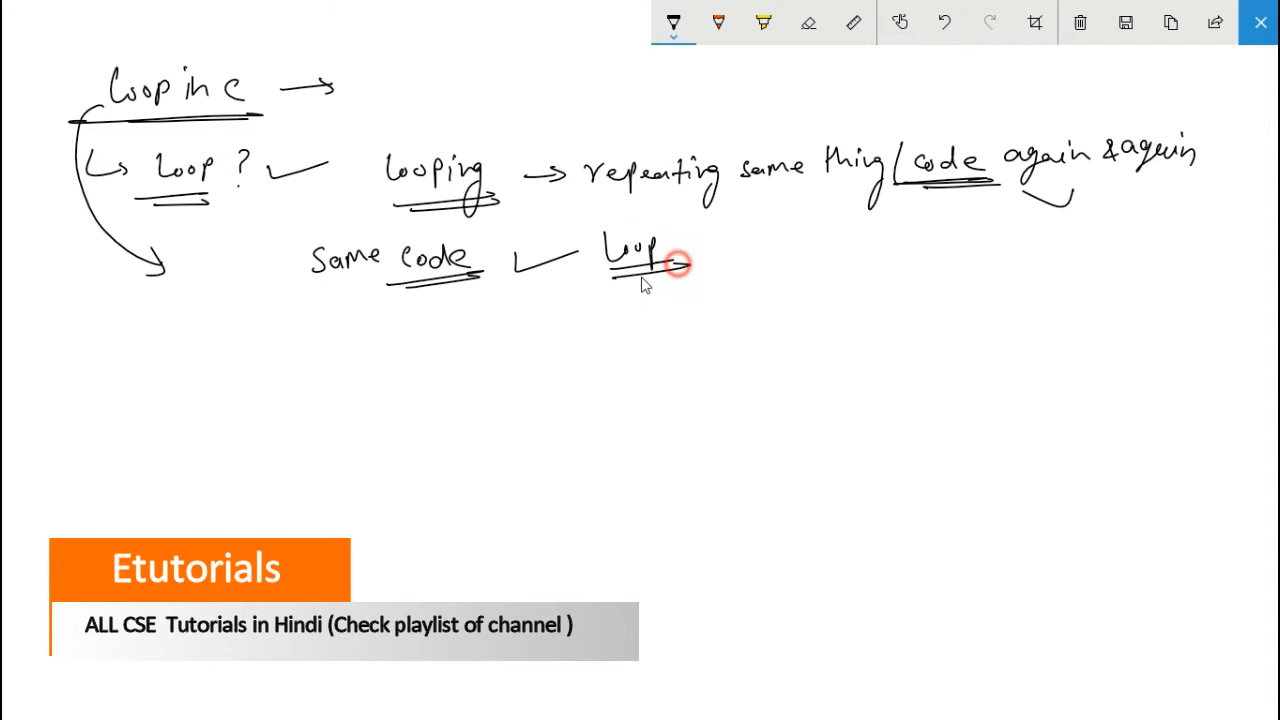 Loop in C →
↳ Loop ? ✓ Looping → repeating same thing / code again & again
Same code ✓ Loop
Etutorials
ALL CSE Tutorials in Hindi (Check playlist of channel )